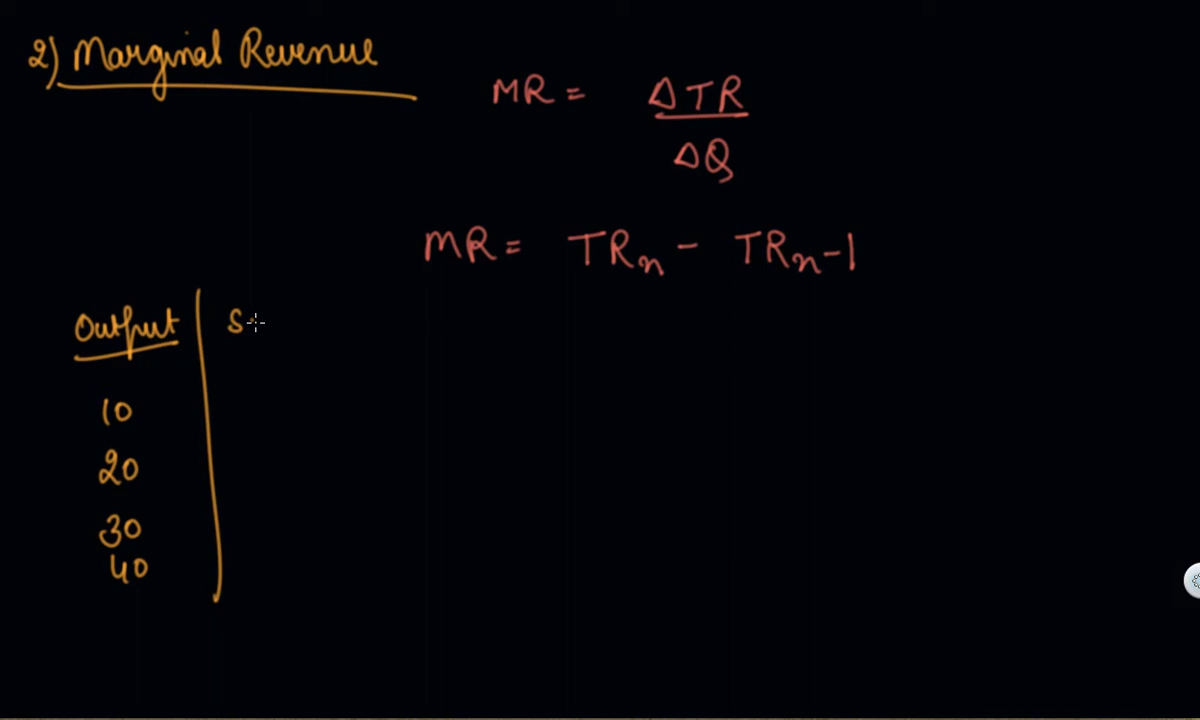 2) Marginal Revenue
MR = ΔTR
ΔQ
MR = TRn - TRn-1
Output
S
10
20
30
40